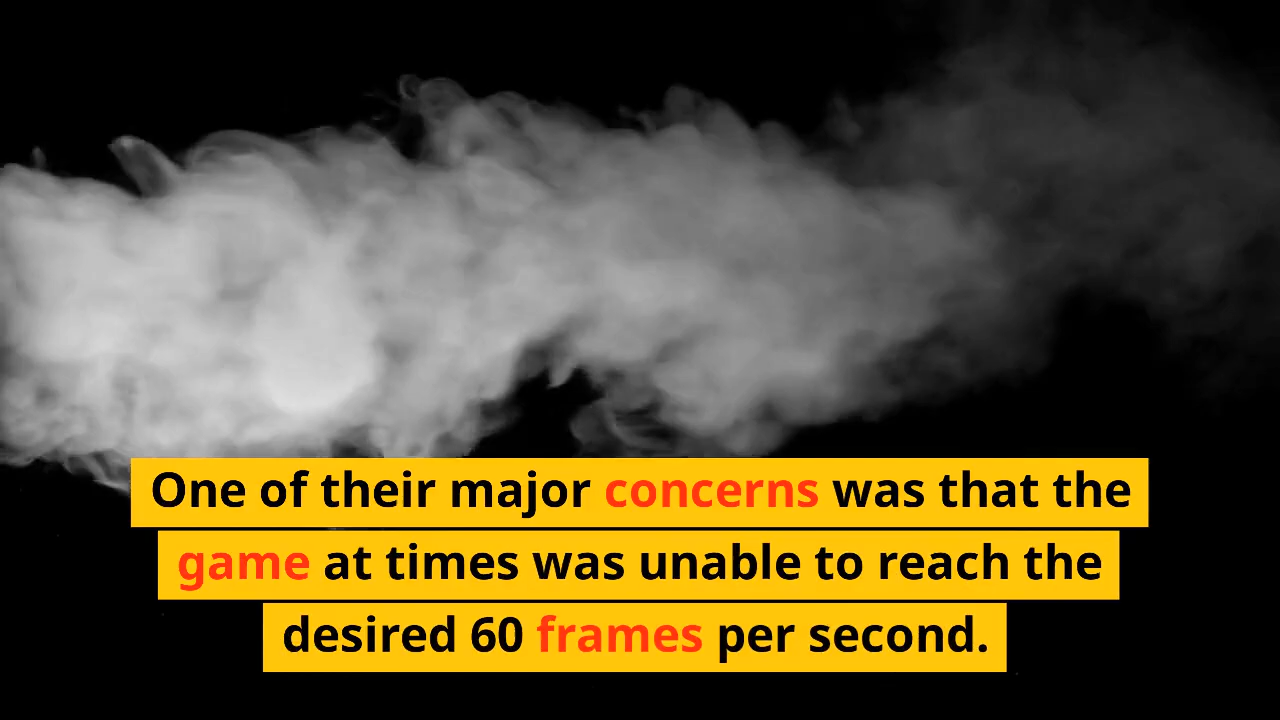 One of their major concerns was that the
game at times was unable to reach the
desired 60 frames per second.